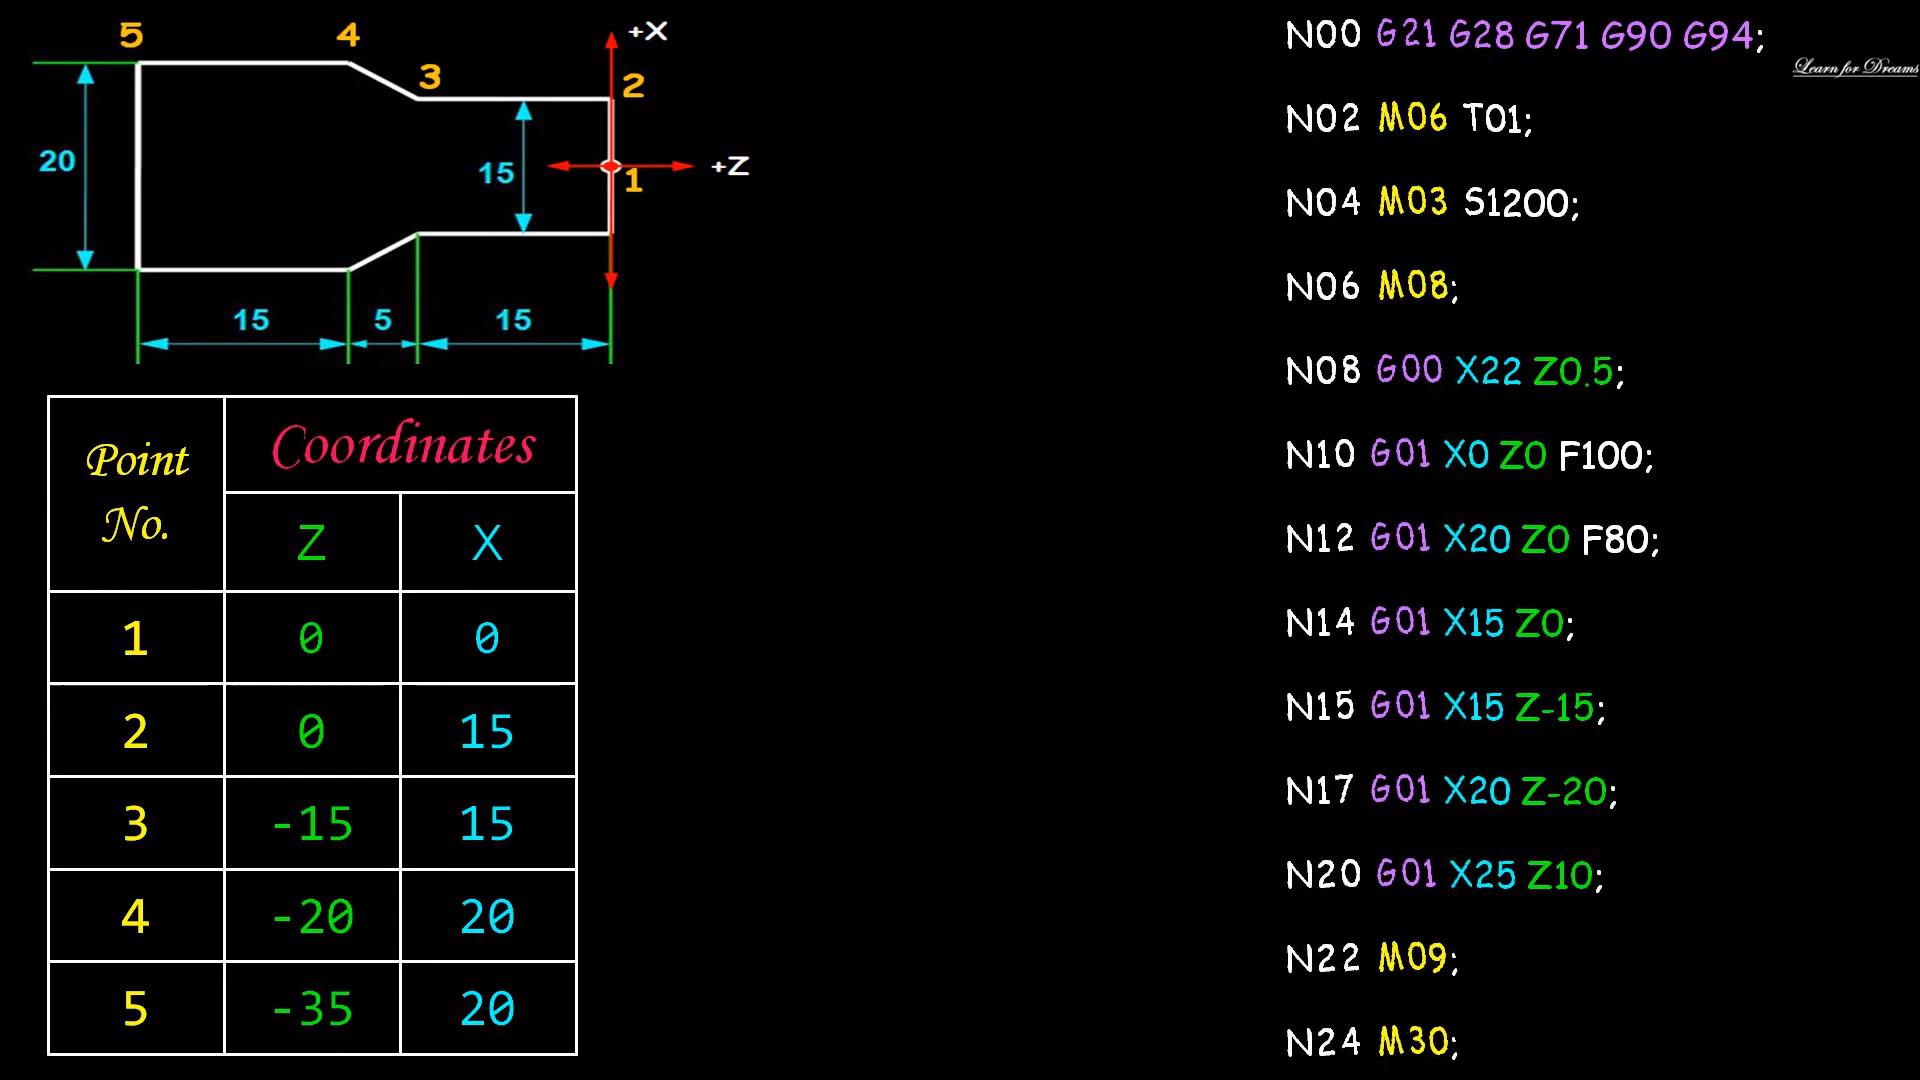 5
4
3
2
1
+X
+Z
20
15
15
5
15
Point No.
Coordinates
Z X
1 0 0
2 0 15
3 -15 15
4 -20 20
5 -35 20
N00 G21 G28 G71 G90 G94;
Learn for Dreams
N02 M06 T01;
N04 M03 S1200;
N06 M08;
N08 G00 X22 Z0.5;
N10 G01 X0 Z0 F100;
N12 G01 X20 Z0 F80;
N14 G01 X15 Z0;
N15 G01 X15 Z-15;
N17 G01 X20 Z-20;
N20 G01 X25 Z10;
N22 M09;
N24 M30;